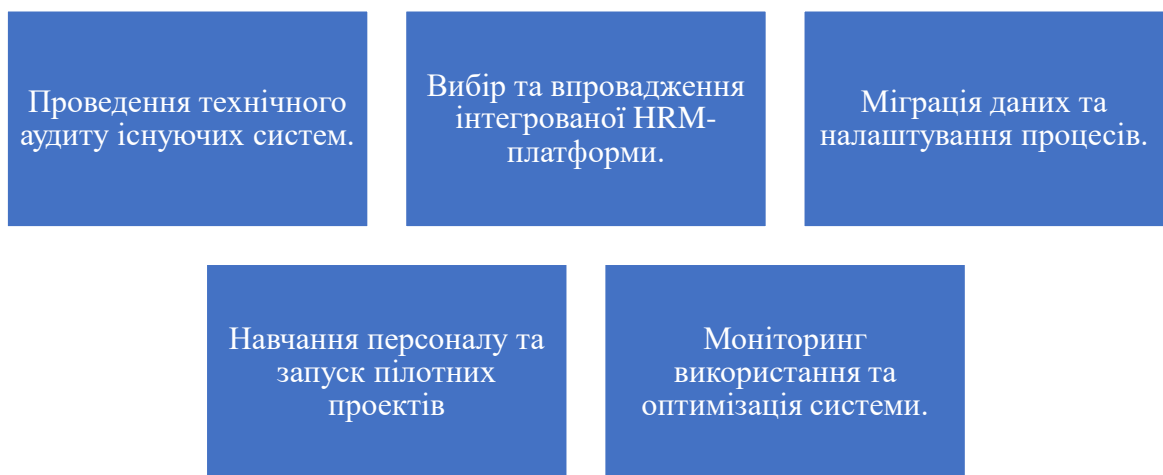 Проведення технічного
аудиту існуючих систем.
Вибір та впровадження
інтегрованої HRM-
платформи.
Міграція даних та
налаштування процесів.
Навчання персоналу та
запуск пілотних
проектів
Моніторинг
використання та
оптимізація системи.